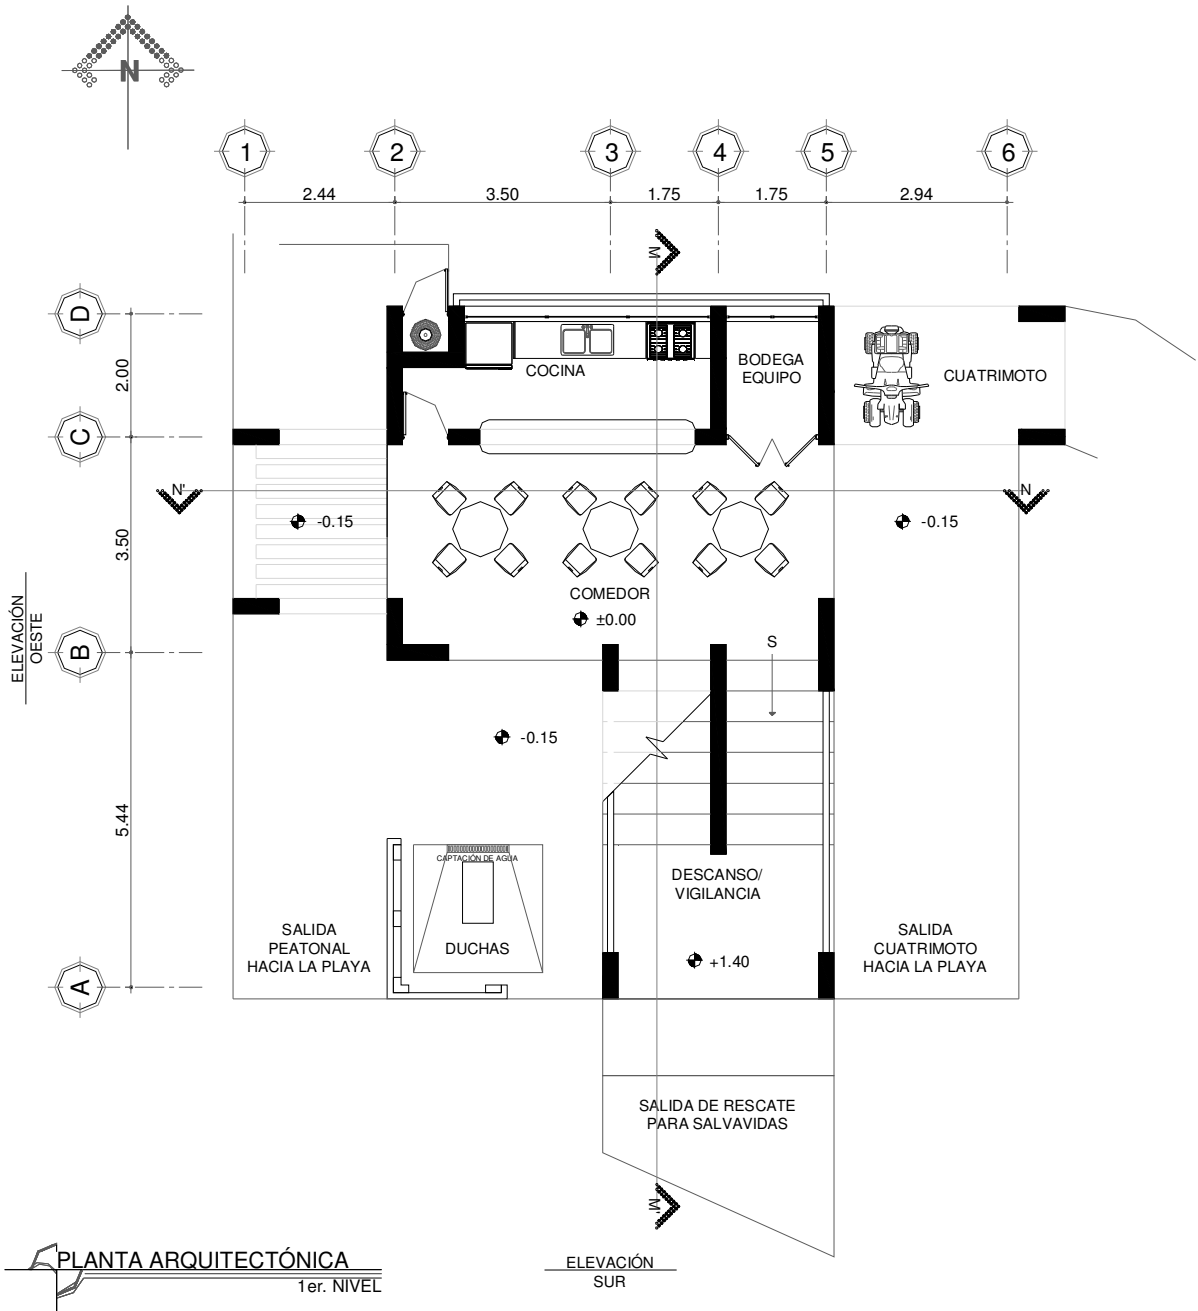 N
1 2 3 4 5 6
2.44 3.50 1.75 1.75 2.94
M
D
COCINA
BODEGA
EQUIPO
CUATRIMOTO
2.00
C
N'
N
-0.15
-0.15
3.50
COMEDOR
±0.00
ELEVACIÓN
OESTE
B
S
-0.15
5.44
CAPTACIÓN DE AGUA
DESCANSO/
VIGILANCIA
DUCHAS
+1.40
SALIDA
PEATONAL
HACIA LA PLAYA
SALIDA
CUATRIMOTO
HACIA LA PLAYA
A
SALIDA DE RESCATE
PARA SALVAVIDAS
M'
PLANTA ARQUITECTÓNICA
1er. NIVEL
ELEVACIÓN
SUR